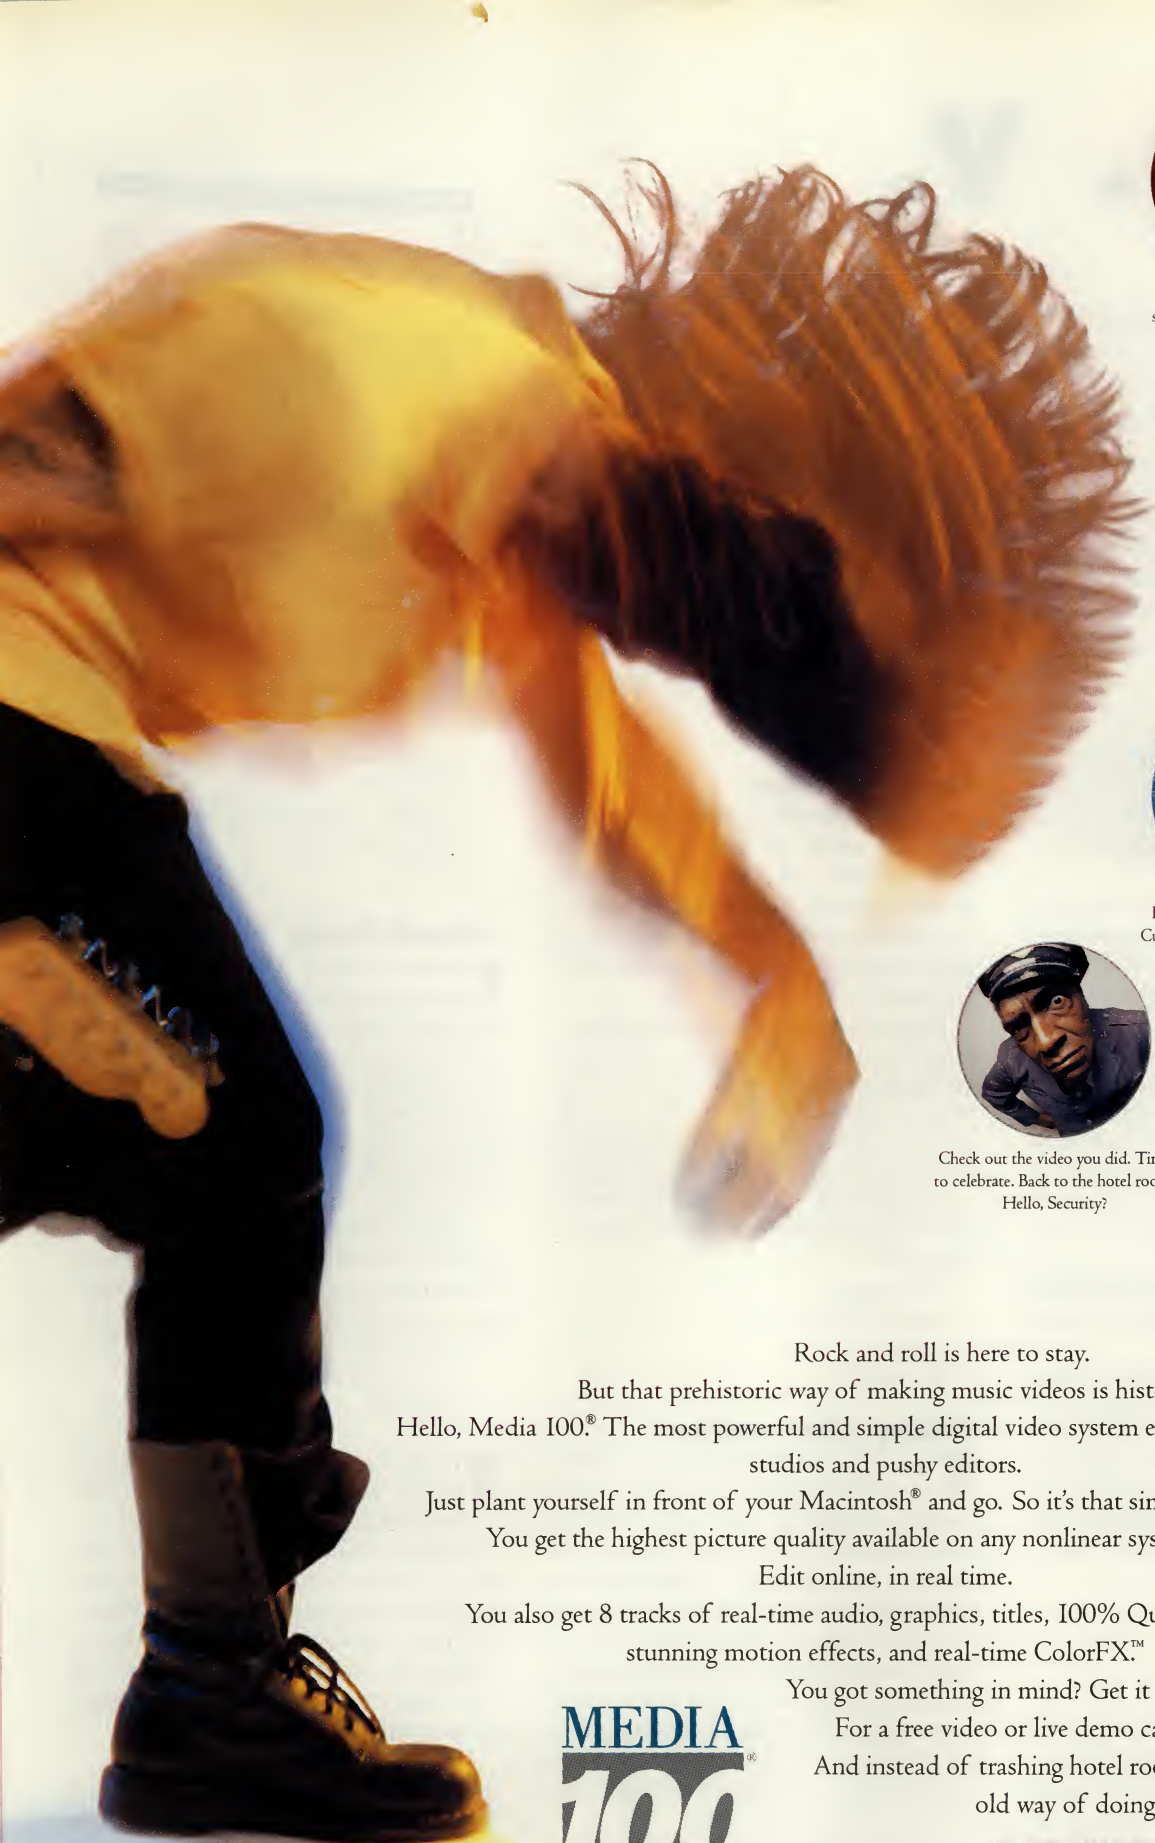 Check out the video you did.
to celebrate. Back to the hotel
Hello, Security?
Rock and roll is here to stay.
But that prehistoric way of making music videos is
Hello, Media 100.® The most powerful and simple digital video system
studios and pushy editors.
Just plant yourself in front of your Macintosh® and go. So it's that
You get the highest picture quality available on any nonlinear
Edit online, in real time.
You also get 8 tracks of real-time audio, graphics, titles, 100%
stunning motion effects, and real-time ColorFX.™
You got something in mind? Get it
For a free video or live demo
And instead of trashing hotel
old way of doing
MEDIA
100®